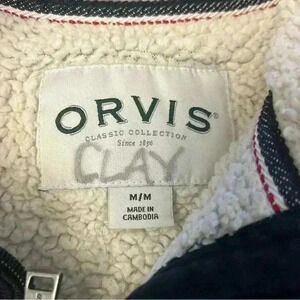 ORVIS®
CLASSIC COLLECTION
Since 1856
CLAY
M/M
MADE IN
CAMBODIA